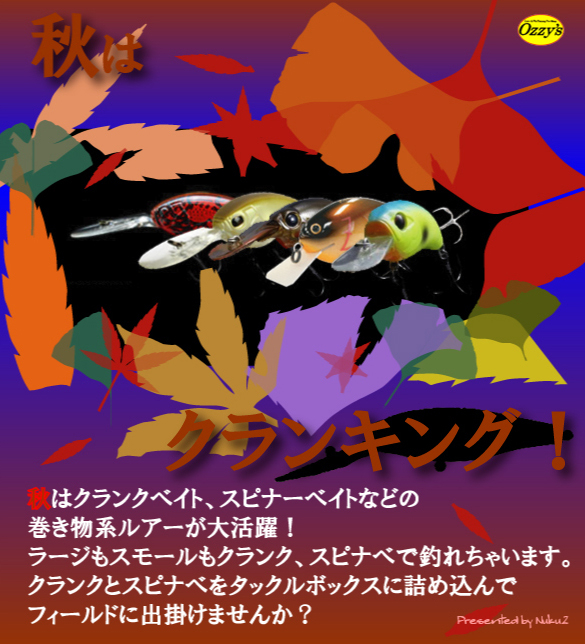 秋は
Ozzy's
クランキング！
秋はクランクベイト、スピナーベイトなどの
巻き物系ルアーが大活躍！
ラージもスモールもクランク、スピナベで釣れちゃいます。
クランクとスピナベをタックルボックスに詰め込んで
フィールドに出掛けませんか？
Presented by NukuZ